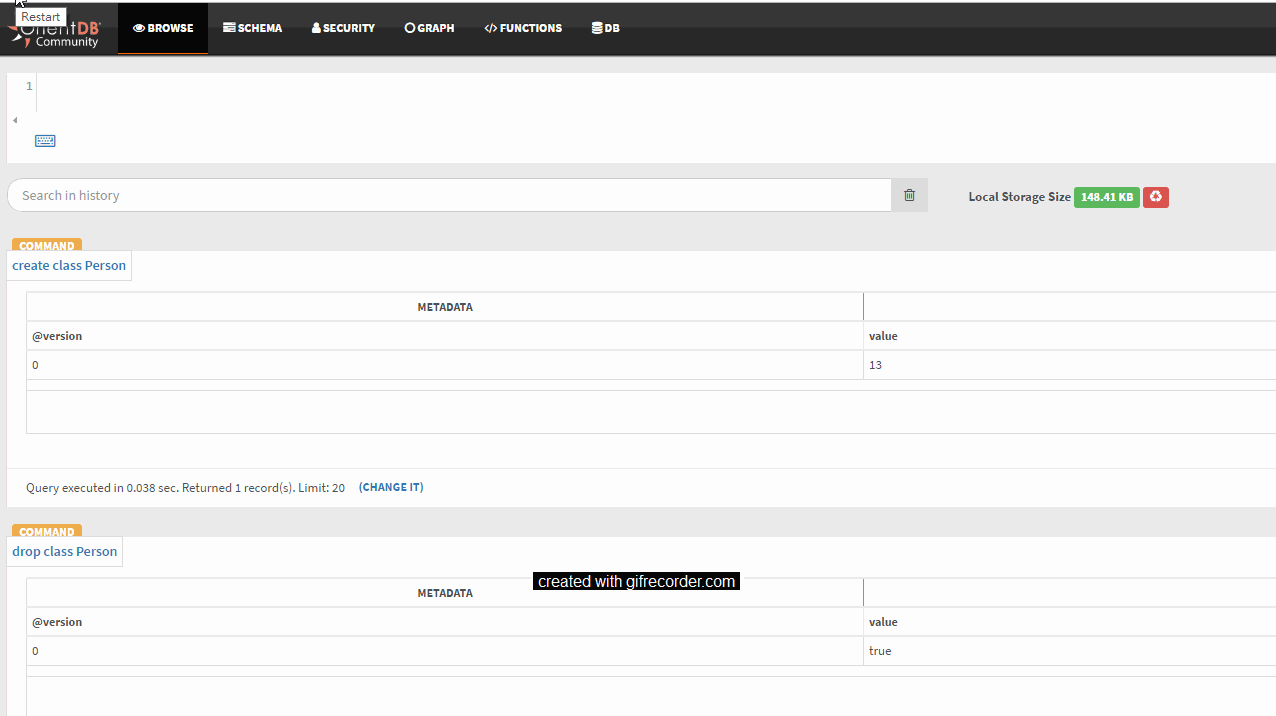 Restart
OrientDB
Community
BROWSE
SCHEMA
SECURITY
GRAPH
</> FUNCTIONS
DB
1
Search in history
Local Storage Size 148.41 KB
COMMAND
create class Person
METADATA
@version value
0 13
Query executed in 0.038 sec. Returned 1 record(s). Limit: 20 (CHANGE IT)
COMMAND
drop class Person
created with gifrecorder.com
METADATA
@version value
0 true